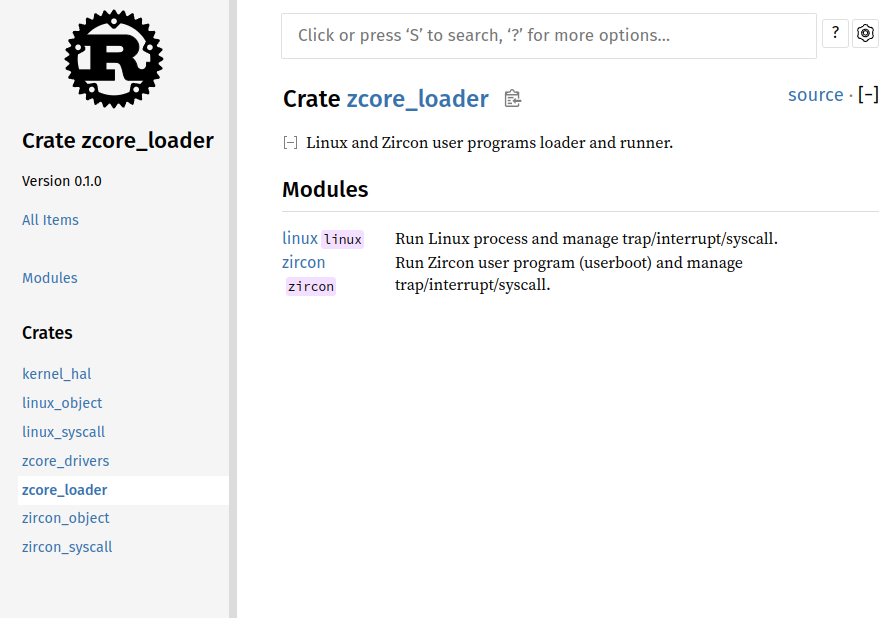 Crate zcore_loader
Version 0.1.0
All Items
Modules
Crates
kernel_hal
linux_object
linux_syscall
zcore_drivers
zcore_loader
zircon_object
zircon_syscall
Click or press ‘S’ to search, ‘?’ for more options…
?
Crate zcore_loader
source · [−]
[−] Linux and Zircon user programs loader and runner.
Modules
linux linux Run Linux process and manage trap/interrupt/syscall.
zircon Run Zircon user program (userboot) and manage
zircon trap/interrupt/syscall.